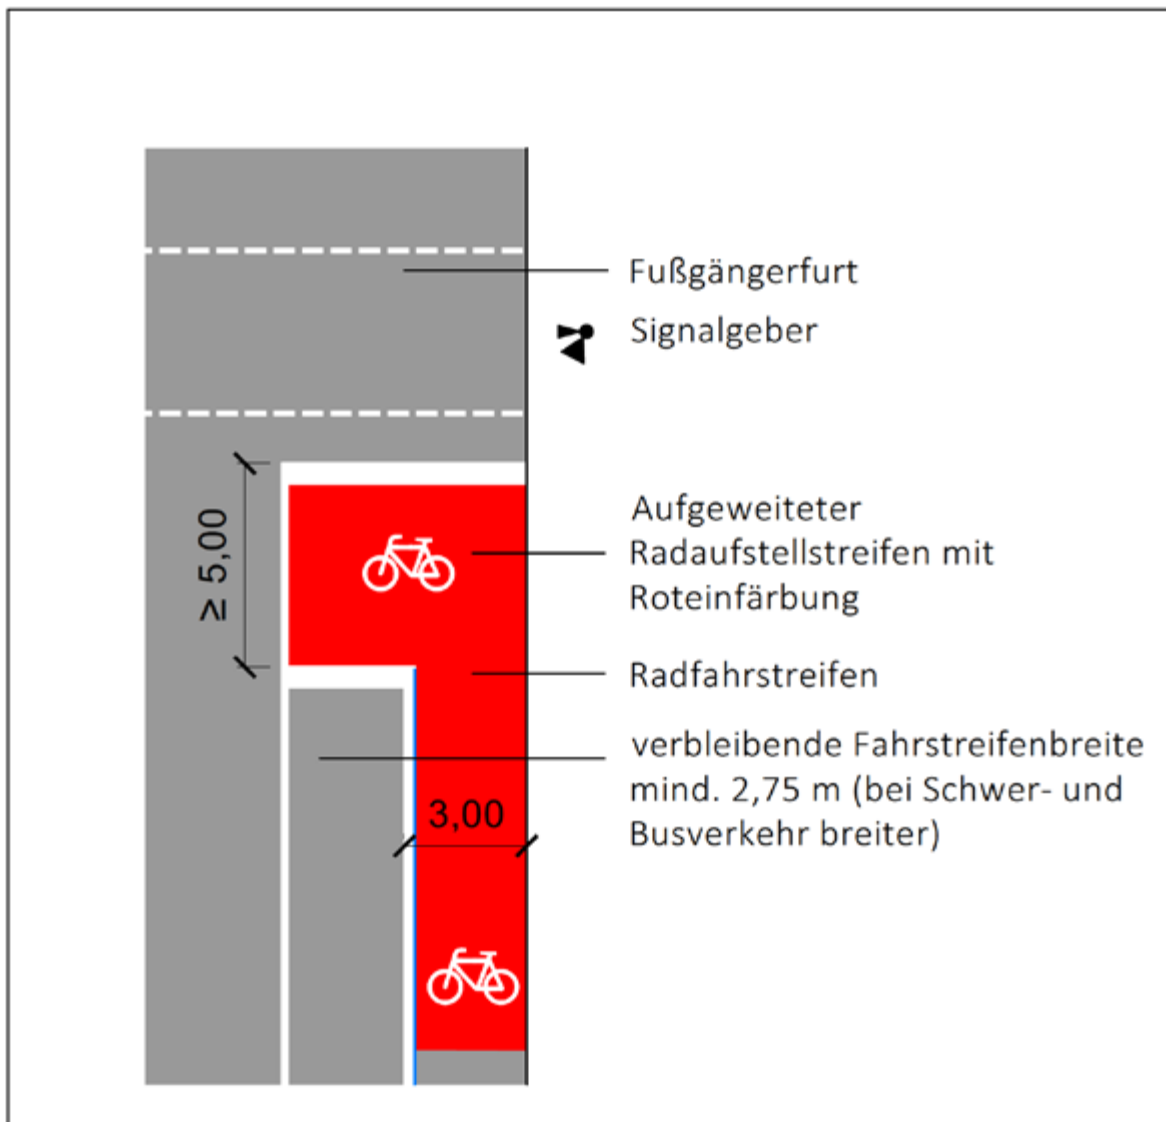 Fußgängerfurt
Signalgeber
≥ 5,00
Aufgeweiteter
Radaufstellstreifen mit
Roteinfärbung
Radfahrstreifen
verbleibende Fahrstreifenbreite
mind. 2,75 m (bei Schwer- und
Busverkehr breiter)
3,00